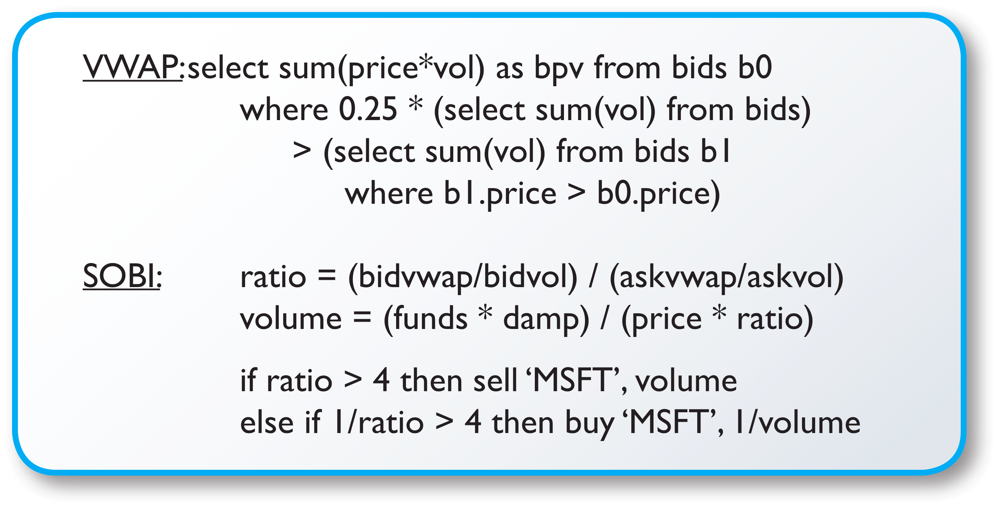 VWAP: select sum(price*vol) as bpv from bids b0
where 0.25 * (select sum(vol) from bids)
> (select sum(vol) from bids b1
where b1.price > b0.price)
SOBI: ratio = (bidvwap/bidvol) / (askvwap/askvol)
volume = (funds * damp) / (price * ratio)
if ratio > 4 then sell ‘MSFT’, volume
else if 1/ratio > 4 then buy ‘MSFT’, 1/volume